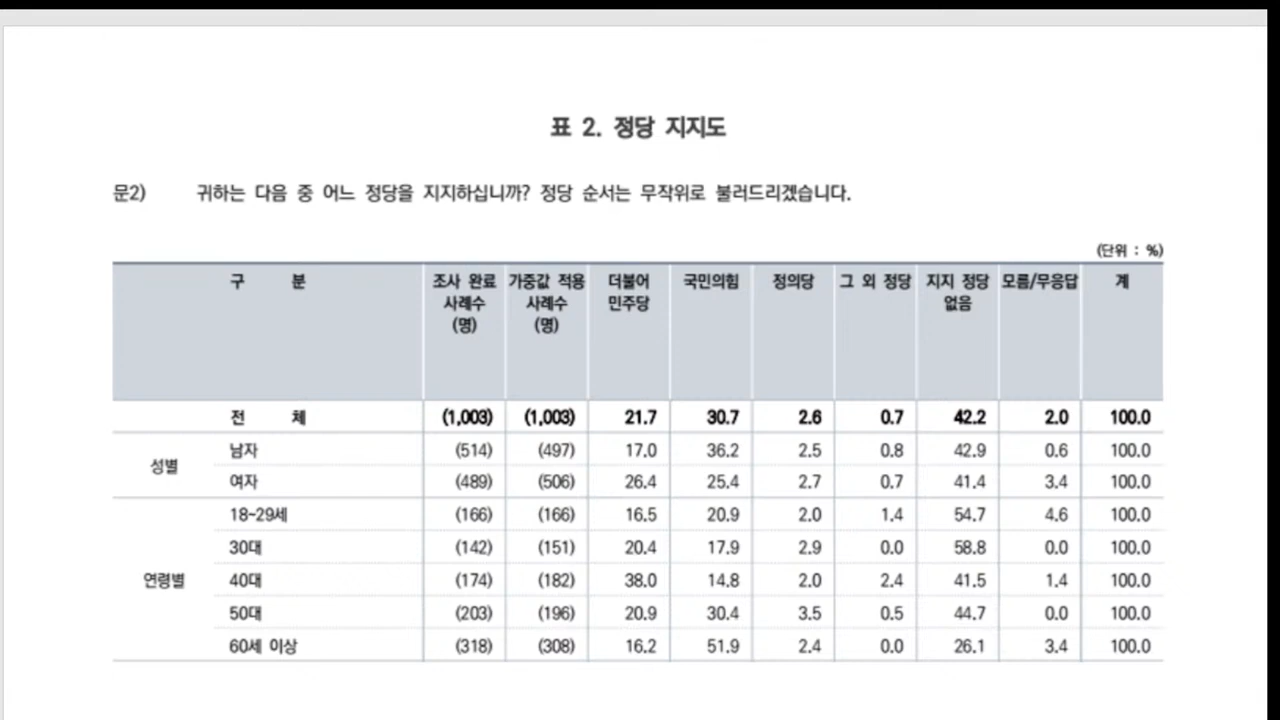 표 2. 정당 지지도
문2) 귀하는 다음 중 어느 정당을 지지하십니까? 정당 순서는 무작위로 불러드리겠습니다.
(단위 : %)
구 분 조사 완료 사례수 (명) 가중값 적용 사례수 (명) 더불어 민주당 국민의힘 정의당 그 외 정당 지지 정당 없음 모름/무응답 계
전 체 (1,003) (1,003) 21.7 30.7 2.6 0.7 42.2 2.0 100.0
성별
남자 (514) (497) 17.0 36.2 2.5 0.8 42.9 0.6 100.0
여자 (489) (506) 26.4 25.4 2.7 0.7 41.4 3.4 100.0
연령별
18-29세 (166) (166) 16.5 20.9 2.0 1.4 54.7 4.6 100.0
30대 (142) (151) 20.4 17.9 2.9 0.0 58.8 0.0 100.0
40대 (174) (182) 38.0 14.8 2.0 2.4 41.5 1.4 100.0
50대 (203) (196) 20.9 30.4 3.5 0.5 44.7 0.0 100.0
60세 이상 (318) (308) 16.2 51.9 2.4 0.0 26.1 3.4 100.0